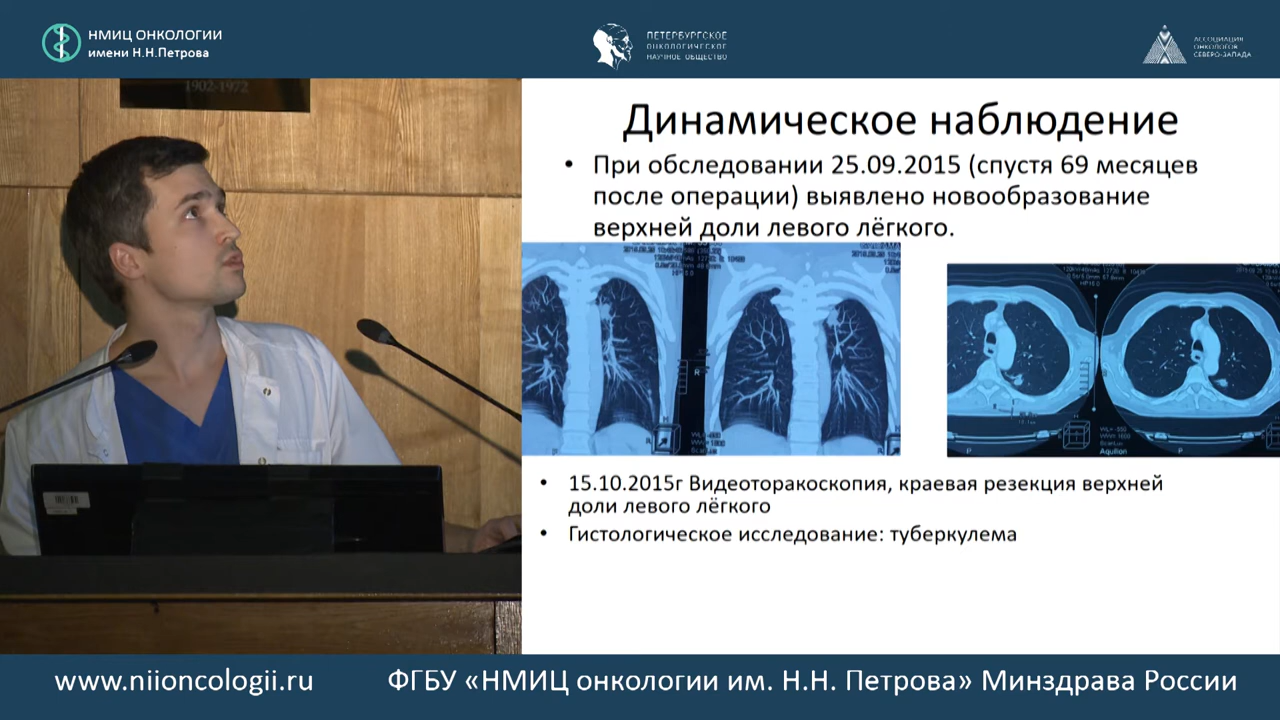 НМИЦ ОНКОЛОГИИ
имени Н.Н.Петрова
ПЕТЕРБУРГСКОЕ
ОНКОЛОГИЧЕСКОЕ
НАУЧНОЕ ОБЩЕСТВО
АССОЦИАЦИЯ
ОНКОЛОГОВ
СЕВЕРО-ЗАПАДА
1902-1972
Динамическое наблюдение
• При обследовании 25.09.2015 (спустя 69 месяцев
после операции) выявлено новообразование
верхней доли левого лёгкого.
R
Aquilion
P
P
• 15.10.2015г Видеоторакоскопия, краевая резекция верхней
доли левого лёгкого
• Гистологическое исследование: туберкулема
www.niioncologii.ru
ФГБУ «НМИЦ онкологии им. Н.Н. Петрова» Минздрава России